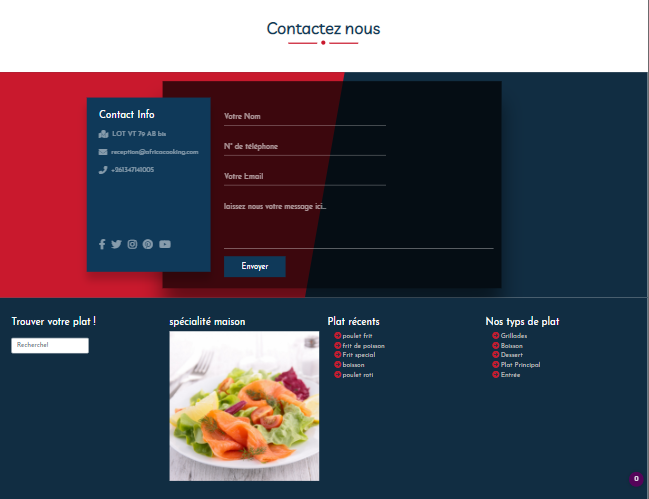 Contactez nous
Contact Info
LOT VT 79 AB bis
reception@africacooking.com
+261347141005
Votre Nom
N° de téléphone
Votre Email
laissez nous votre message ici...
Envoyer
Trouver votre plat !
Recherche!
spécialité maison
Plat récents
poulet frit
frit de poisson
Frit special
boisson
poulet roti
Nos typs de plat
Grillades
Boisson
Dessert
Plat Principal
Entrée
0